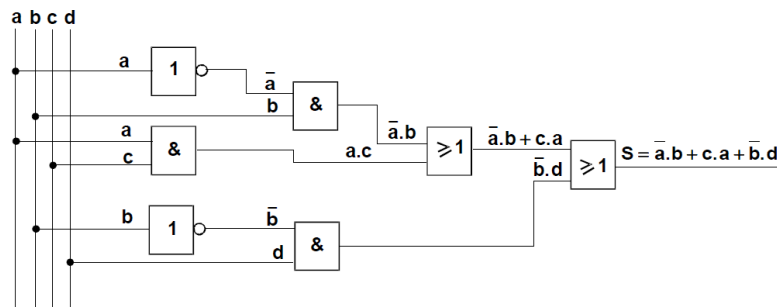 a b c d
a
1
a̅
b
&
a̅.b
a
c
&
a.c
⩾1
a̅.b + c.a
b̅.d
⩾1
S = a̅.b + c.a + b̅.d
b
1
b̅
d
&